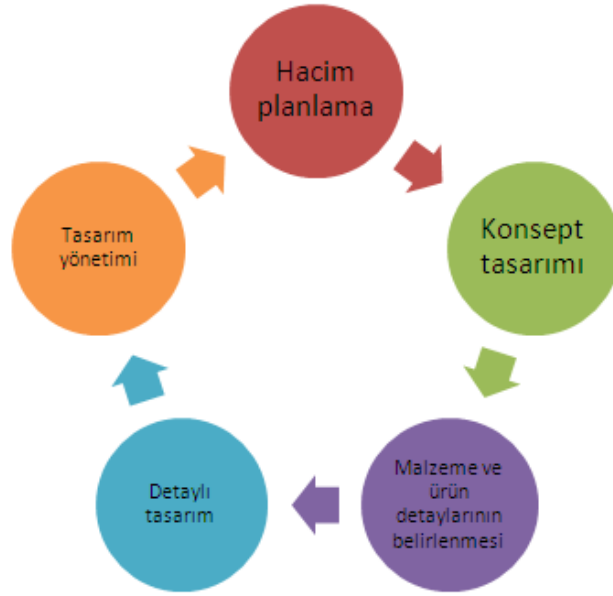 Hacim
planlama
Konsept
tasarımı
Malzeme ve
ürün
detaylarının
belirlenmesi
Detaylı
tasarım
Tasarım
yönetimi